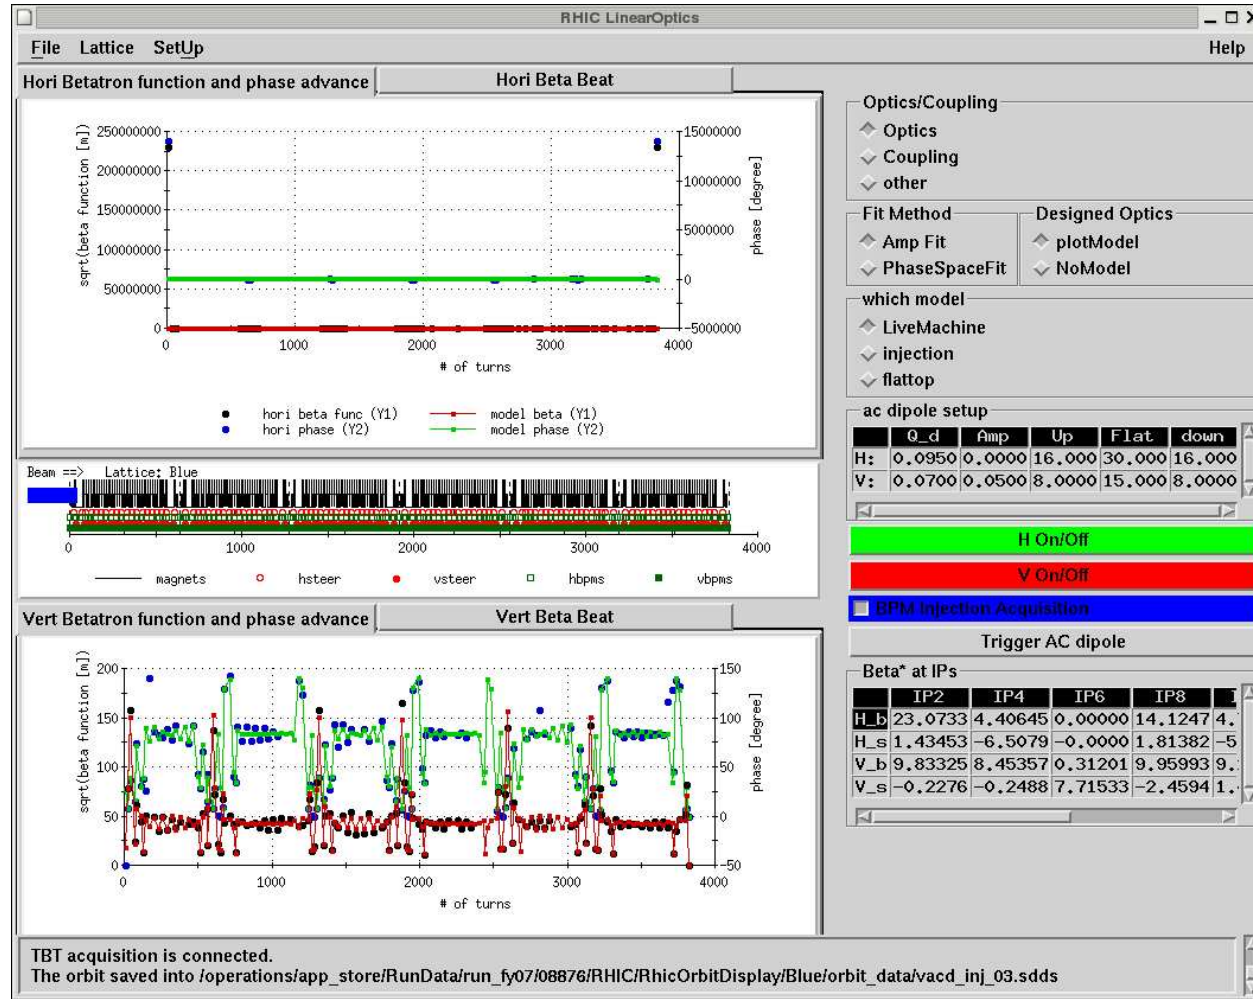 RHIC LinearOptics
File Lattice SetUp Help
Hori Betatron function and phase advance Hori Beta Beat
sqrt(beta function [m])
250000000
200000000
150000000
100000000
50000000
0
15000000
10000000
5000000
0
-5000000
phase [degree]
0 1000 2000 3000 4000
# of turns
hori beta func (Y1) model beta (Y1)
hori phase (Y2) model phase (Y2)
Beam ==> Lattice: Blue
0 1000 2000 3000 4000
magnets hsteer vsteer hbpms vbpms
Vert Betatron function and phase advance Vert Beta Beat
sqrt(beta function [m])
200
150
100
50
0
150
100
50
0
-50
phase [degree]
0 1000 2000 3000 4000
# of turns
Optics/Coupling
Optics
Coupling
other
Fit Method
Amp Fit
PhaseSpaceFit
Designed Optics
plotModel
NoModel
which model
LiveMachine
injection
flattop
ac dipole setup
Q_d Amp Up Flat down
H: 0.0950 0.0000 16.000 30.000 16.000
V: 0.0700 0.0500 8.0000 15.000 8.0000
H On/Off
V On/Off
BPM Injection Acquisition
Trigger AC dipole
Beta* at IPs
IP2 IP4 IP6 IP8
H_b 23.0733 4.40645 0.00000 14.1247 4.
H_s 1.43453 -6.5079 -0.0000 1.81382 -5
V_b 9.83325 8.45357 0.31201 9.95993 9.
V_s -0.2276 -0.2488 7.71533 -2.4594 1.
TBT acquisition is connected.
The orbit saved into /operations/app_store/RunData/run_fy07/08876/RHIC/RhicOrbitDisplay/Blue/orbit_data/vacd_inj_03.sdds